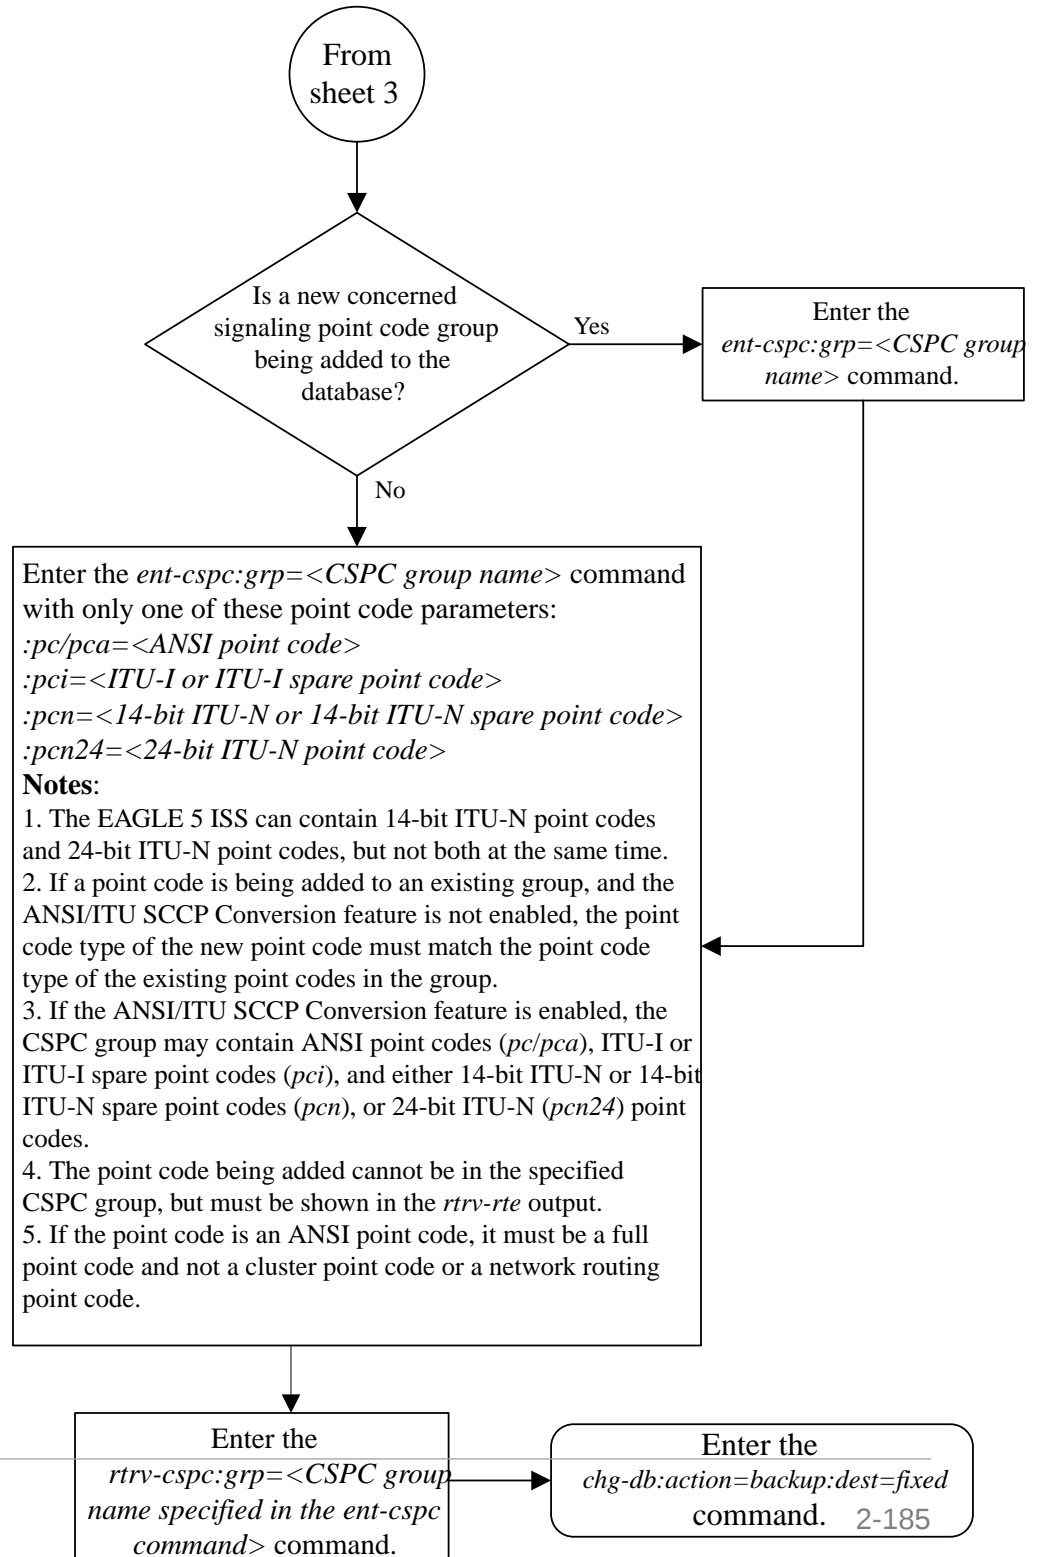 From
sheet 3
Is a new concerned
signaling point code group
being added to the
database?
Yes
Enter the
ent-cspc:grp=<CSPC group
name> command.
No
Enter the ent-cspc:grp=<CSPC group name> command
with only one of these point code parameters:
:pc/pca=<ANSI point code>
:pci=<ITU-I or ITU-I spare point code>
:pcn=<14-bit ITU-N or 14-bit ITU-N spare point code>
:pcn24=<24-bit ITU-N point code>
Notes:
1. The EAGLE 5 ISS can contain 14-bit ITU-N point codes
and 24-bit ITU-N point codes, but not both at the same time.
2. If a point code is being added to an existing group, and the
ANSI/ITU SCCP Conversion feature is not enabled, the point
code type of the new point code must match the point code
type of the existing point codes in the group.
3. If the ANSI/ITU SCCP Conversion feature is enabled, the
CSPC group may contain ANSI point codes (pc/pca), ITU-I or
ITU-I spare point codes (pci), and either 14-bit ITU-N or 14-bit
ITU-N spare point codes (pcn), or 24-bit ITU-N (pcn24) point
codes.
4. The point code being added cannot be in the specified
CSPC group, but must be shown in the rtrv-rte output.
5. If the point code is an ANSI point code, it must be a full
point code and not a cluster point code or a network routing
point code.
Enter the
rtrv-cspc:grp=<CSPC group
name specified in the ent-cspc
command> command.
Enter the
chg-db:action=backup:dest=fixed
command.
2-185